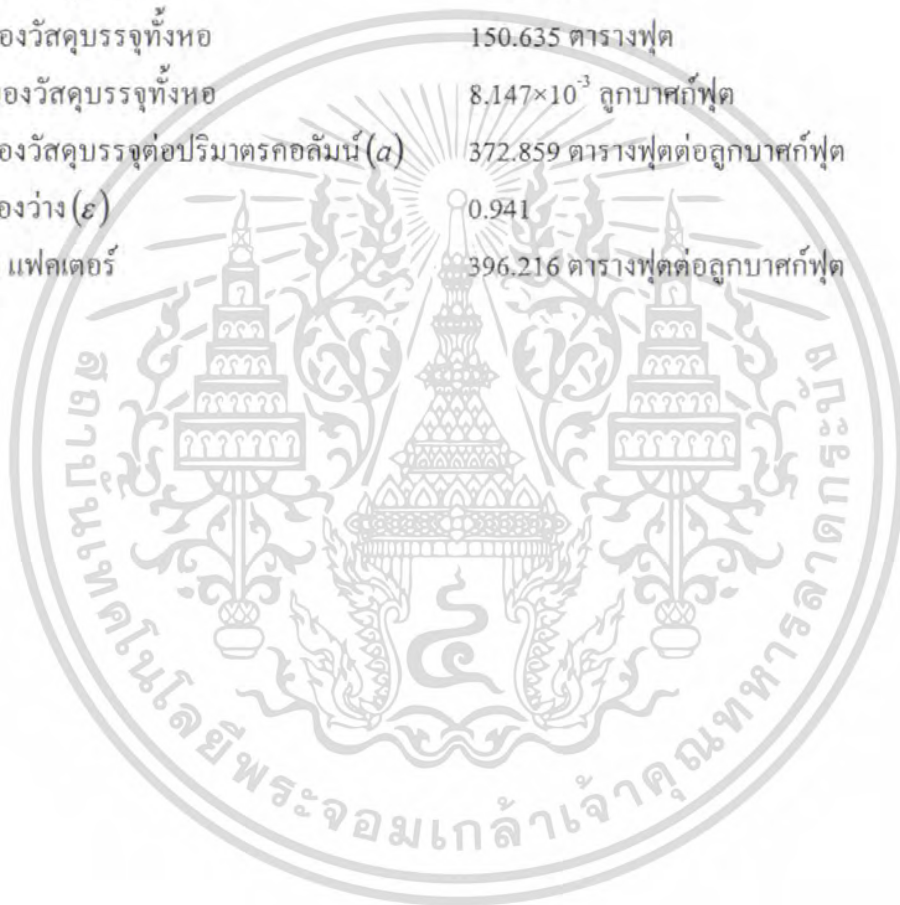 องวัสดุบรรจุทั้งหอ 150.635 ตารางฟุต
ของวัสดุบรรจุทั้งหอ 8.147×10⁻³ ลูกบาศก์ฟุต
องวัสดุบรรจุต่อปริมาตรคอลัมน์ (a) 372.859 ตารางฟุตต่อลูกบาศก์ฟุต
องว่าง (ε) 0.941
แฟคเตอร์ 396.216 ตารางฟุตต่อลูกบาศก์ฟุต
สถาบันเทคโนโลยีพระจอมเกล้าเจ้าคุณทหารลาดกระบัง